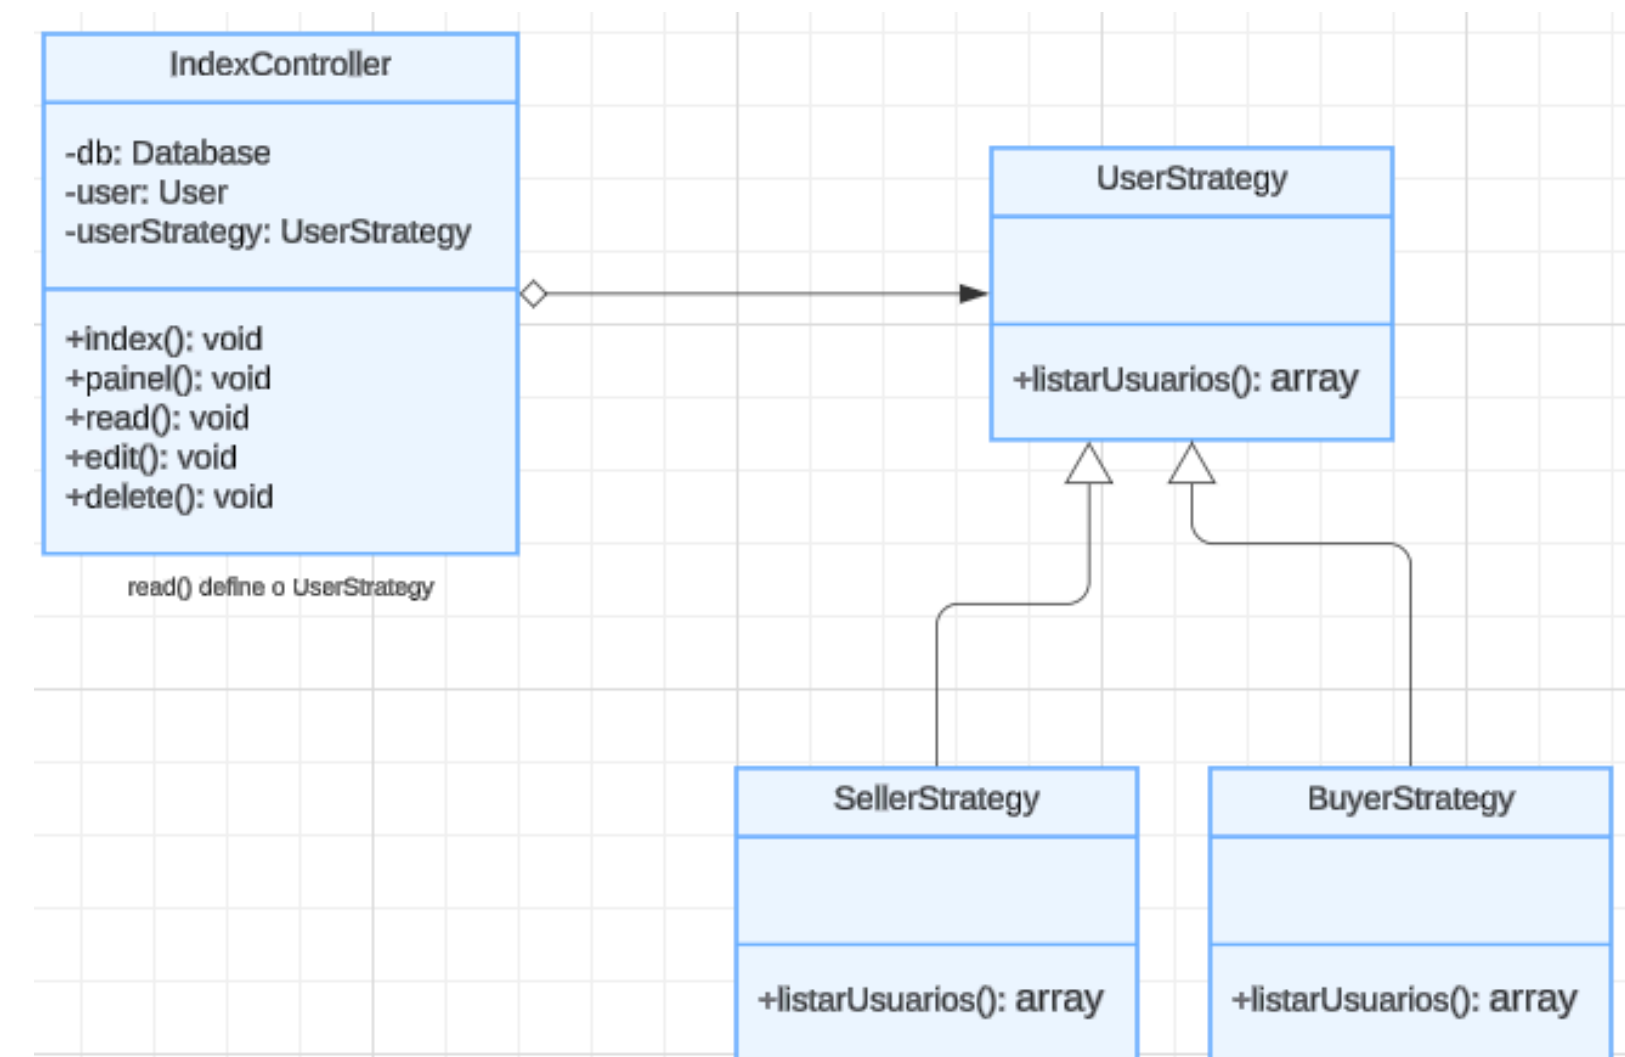 IndexController
-db: Database
-user: User
-userStrategy: UserStrategy
+index(): void
+painel(): void
+read(): void
+edit(): void
+delete(): void
read() define o UserStrategy
UserStrategy
+listarUsuarios(): array
SellerStrategy
+listarUsuarios(): array
BuyerStrategy
+listarUsuarios(): array